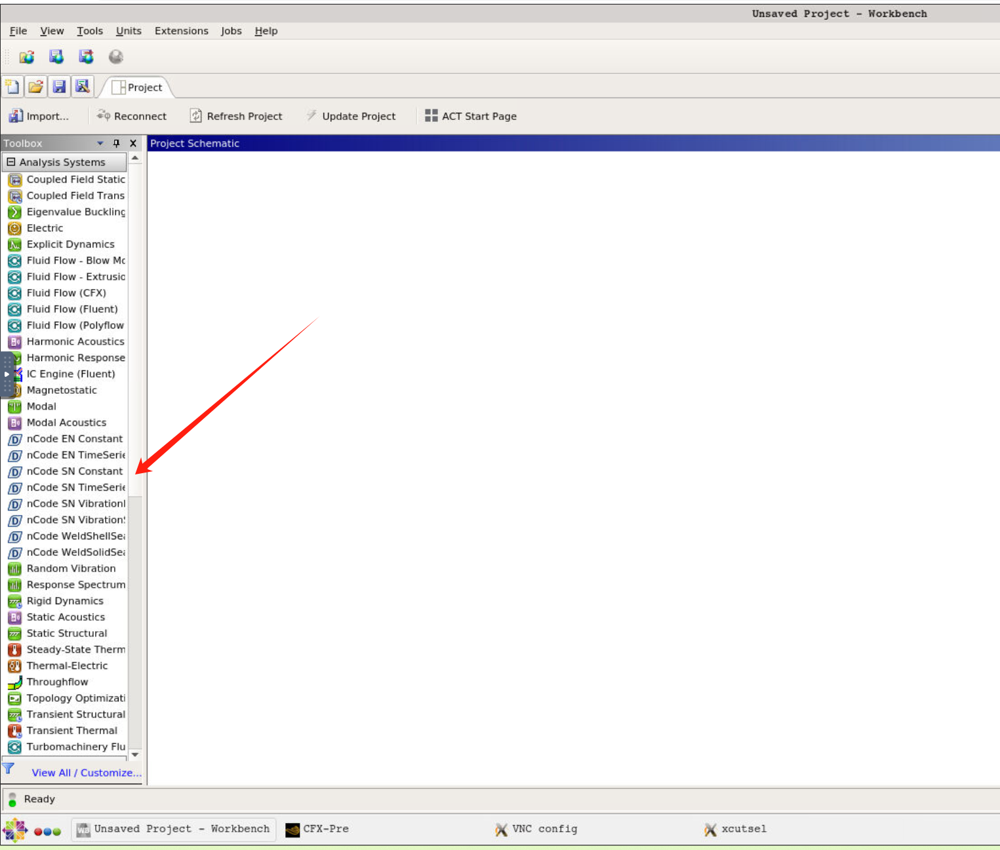 Unsaved Project - Workbench
File View Tools Units Extensions Jobs Help
Project
Import... Reconnect Refresh Project Update Project ACT Start Page
Toolbox
Project Schematic
Analysis Systems
Coupled Field Static
Coupled Field Trans
Eigenvalue Buckling
Electric
Explicit Dynamics
Fluid Flow - Blow Mo
Fluid Flow - Extrusio
Fluid Flow (CFX)
Fluid Flow (Fluent)
Fluid Flow (Polyflow
Harmonic Acoustics
Harmonic Response
IC Engine (Fluent)
Magnetostatic
Modal
Modal Acoustics
nCode EN Constant
nCode EN TimeSerie
nCode SN Constant
nCode SN TimeSerie
nCode SN Vibration
nCode SN Vibration
nCode WeldShellSea
nCode WeldSolidSea
Random Vibration
Response Spectrum
Rigid Dynamics
Static Acoustics
Static Structural
Steady-State Therm
Thermal-Electric
Throughflow
Topology Optimizati
Transient Structural
Transient Thermal
Turbomachinery Flu
View All / Customize...
Ready
WB Unsaved Project - Workbench CFX-Pre VNC config xcutsel